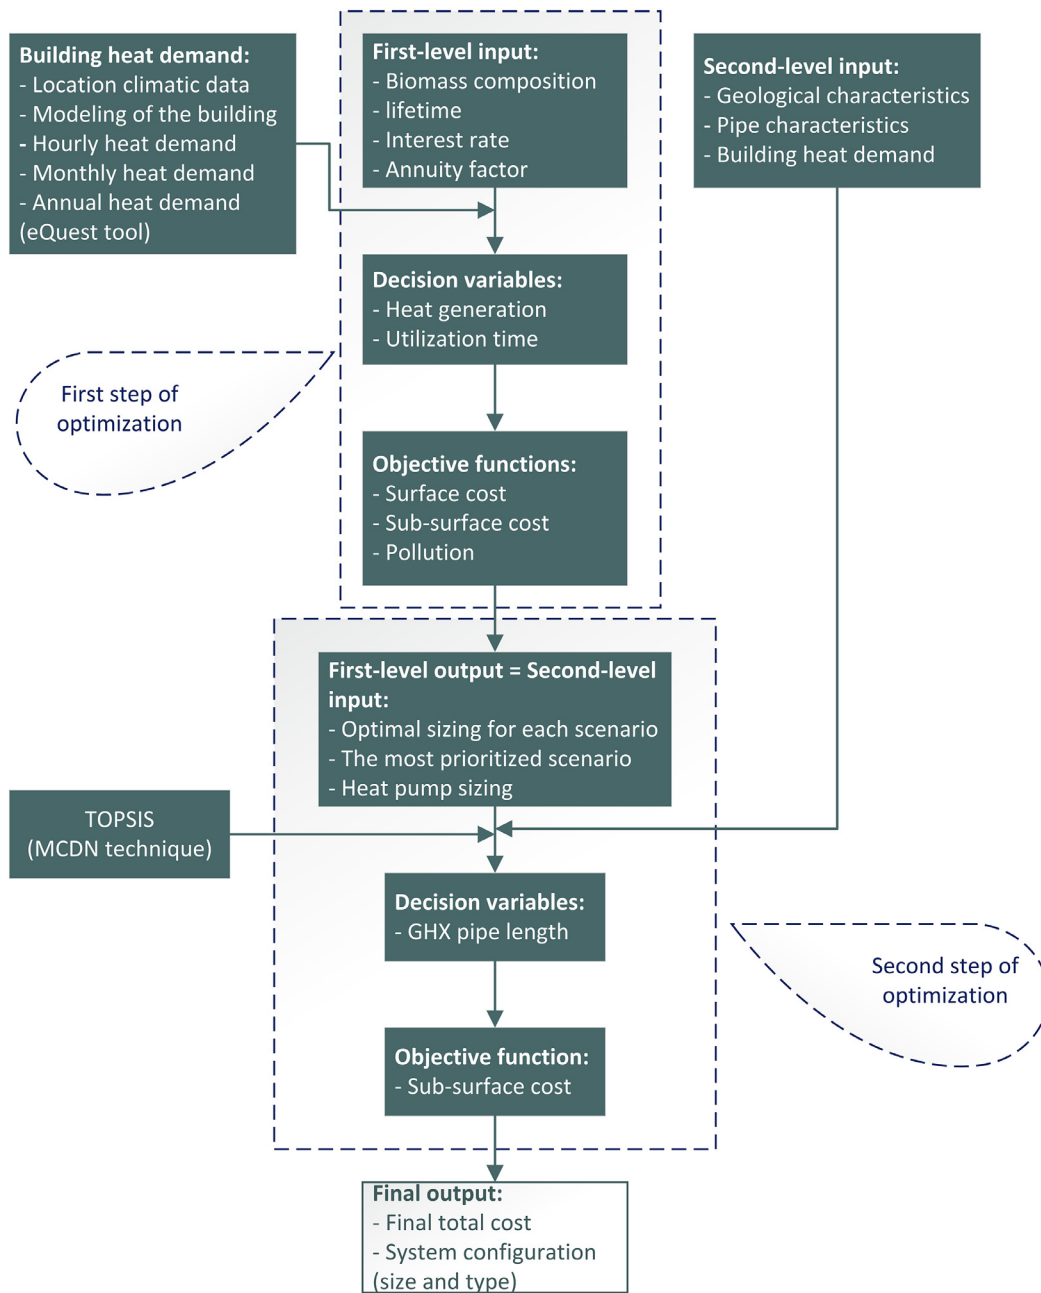 Building heat demand:
- Location climatic data
- Modeling of the building
- Hourly heat demand
- Monthly heat demand
- Annual heat demand
(eQuest tool)
First-level input:
- Biomass composition
- lifetime
- Interest rate
- Annuity factor
Second-level input:
- Geological characteristics
- Pipe characteristics
- Building heat demand
Decision variables:
- Heat generation
- Utilization time
First step of
optimization
Objective functions:
- Surface cost
- Sub-surface cost
- Pollution
First-level output = Second-level
input:
- Optimal sizing for each scenario
- The most prioritized scenario
- Heat pump sizing
TOPSIS
(MCDN technique)
Decision variables:
- GHX pipe length
Second step of
optimization
Objective function:
- Sub-surface cost
Final output:
- Final total cost
- System configuration
(size and type)